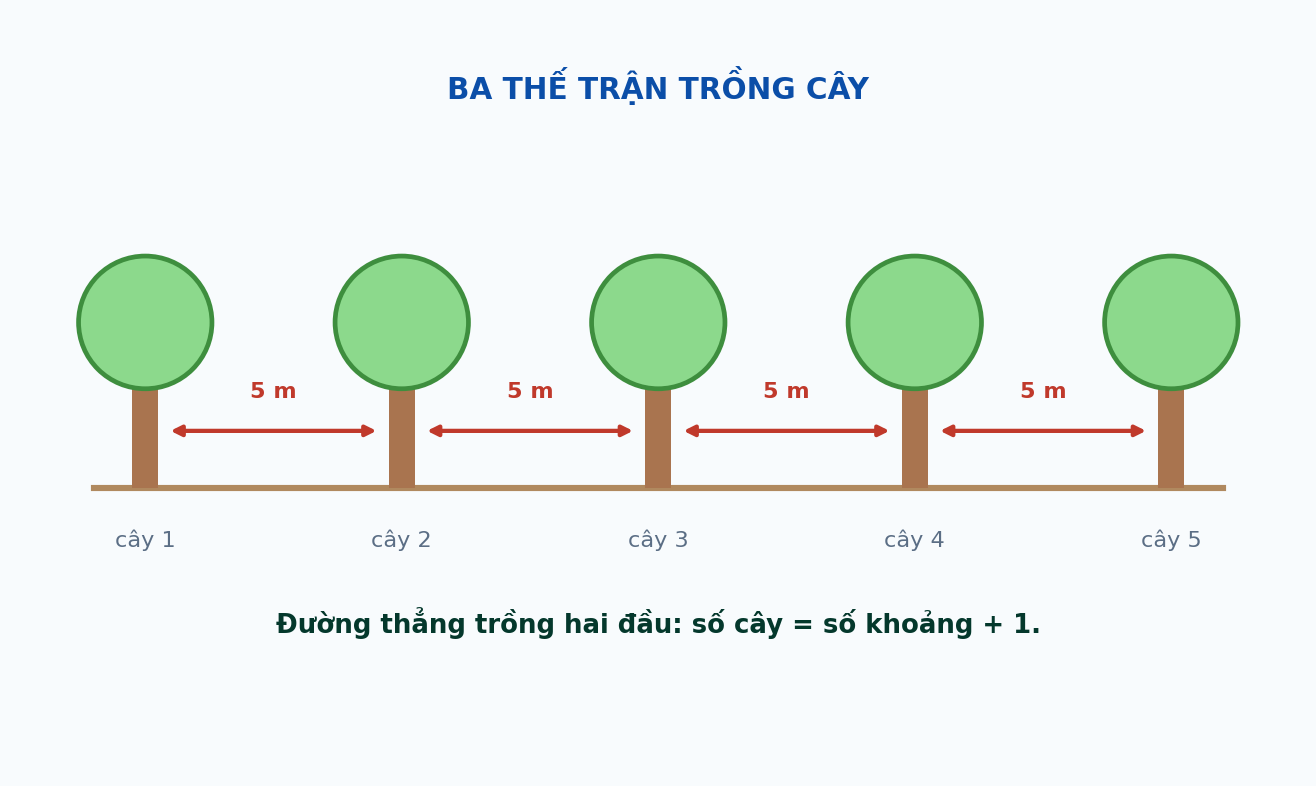 BA THẾ TRẬN TRỒNG CÂY
5 m 5 m 5 m 5 m
cây 1 cây 2 cây 3 cây 4 cây 5
Đường thẳng trồng hai đầu: số cây = số khoảng + 1.